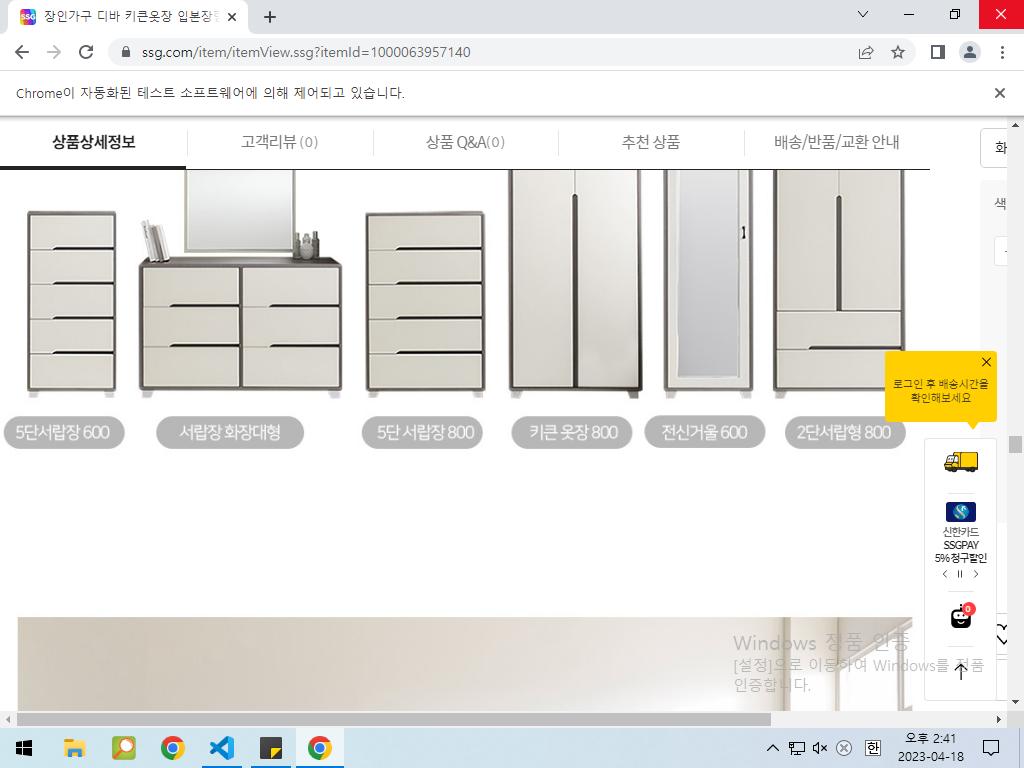 장인가구 디바 키큰옷장 입본장롱
ssg.com/item/itemView.ssg?itemId=1000063957140
Chrome이 자동화된 테스트 소프트웨어에 의해 제어되고 있습니다.
상품상세정보
고객리뷰 (0)
상품 Q&A(0)
추천 상품
배송/반품/교환 안내
화
색
5단서랍장 600
서랍장 화장대형
5단 서랍장 800
키큰 옷장 800
전신거울 600
2단서랍형 800
로그인 후 배송시간을
확인해보세요
신한카드
SSGPAY
5% 청구할인
0
Windows 정품 인증
[설정]으로 이동하여 Windows를 정품
인증합니다.
한
오후 2:41
2023-04-18